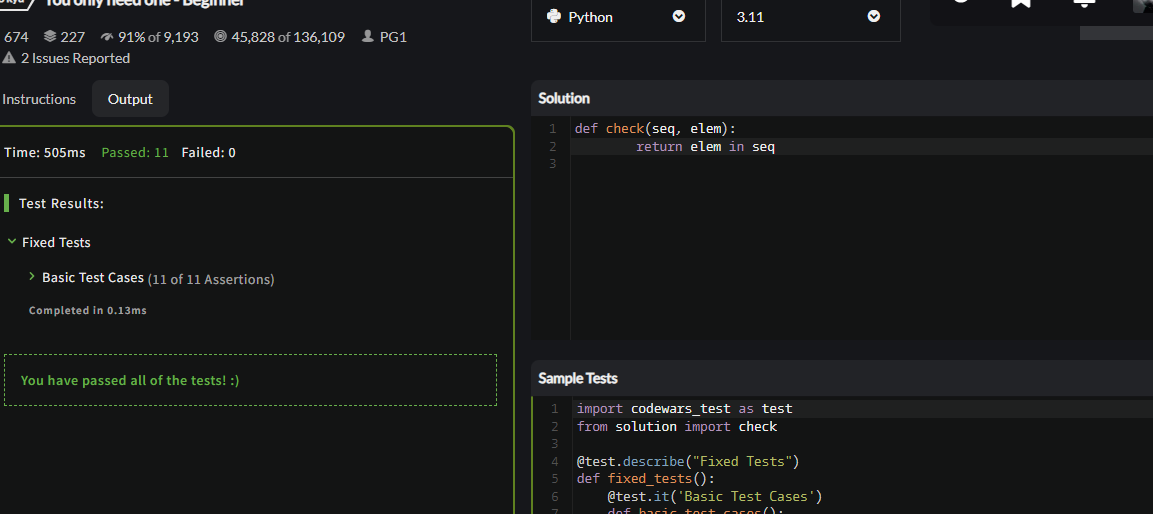 You only need one - Beginner
674 227 91% of 9,193 45,828 of 136,109 PG1
2 Issues Reported
Instructions Output
Time: 505ms Passed: 11 Failed: 0
Test Results:
Fixed Tests
Basic Test Cases (11 of 11 Assertions)
Completed in 0.13ms
You have passed all of the tests! :)
Python 3.11
Solution
1 def check(seq, elem):
2 return elem in seq
3
Sample Tests
1 import codewars_test as test
2 from solution import check
3
4 @test.describe("Fixed Tests")
5 def fixed_tests():
6 @test.it('Basic Test Cases')
7 def basic_test_cases():